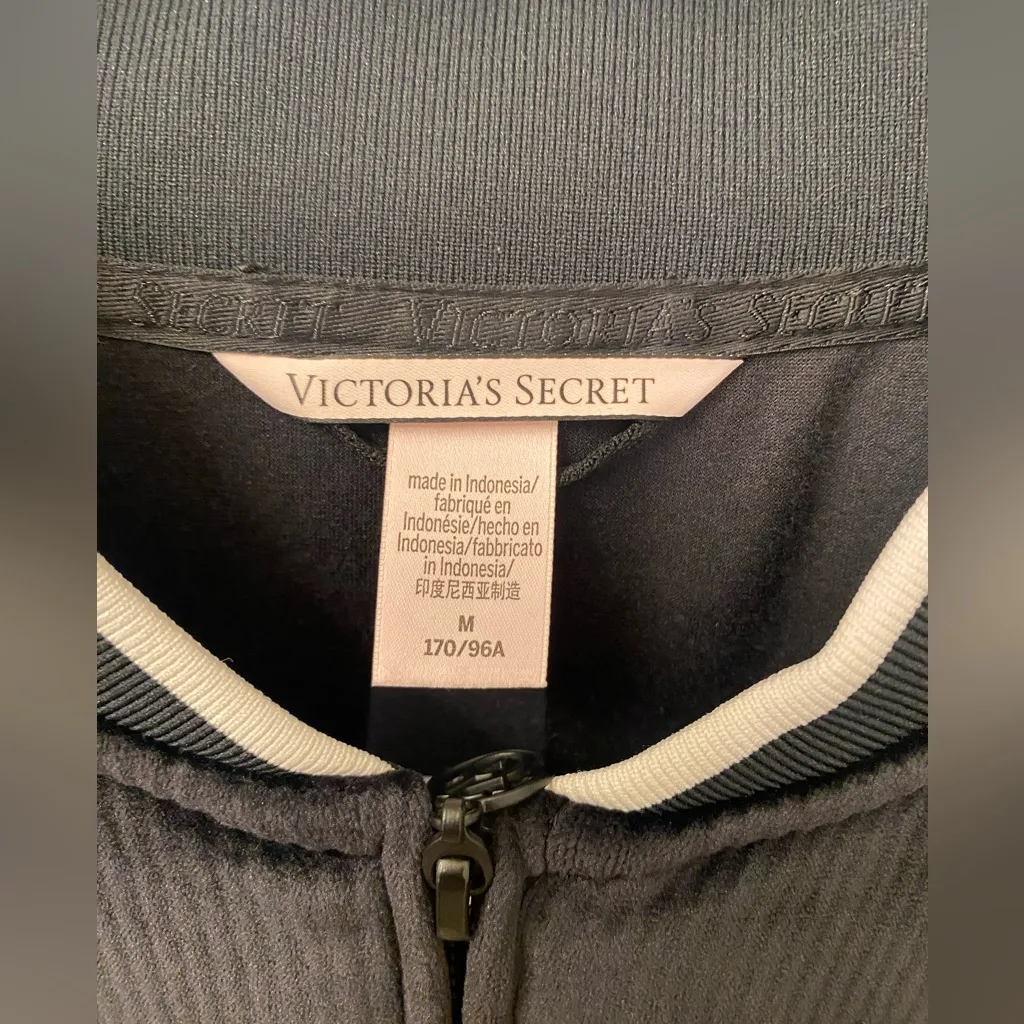 SECRET VICTORIA'S SECRET
VICTORIA'S SECRET
made in Indonesia/
fabriqué en
Indonésie/hecho en
Indonesia/fabbricato
in Indonesia/
印度尼西亚制造
M
170/96A